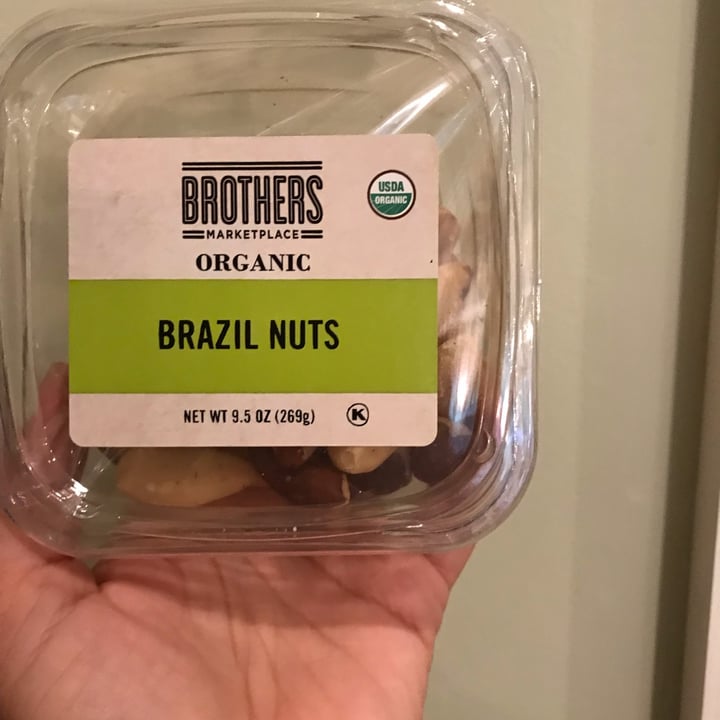 BROTHERS
MARKETPLACE
USDA
ORGANIC
ORGANIC
BRAZIL NUTS
NET WT 9.5 OZ (269g)
K